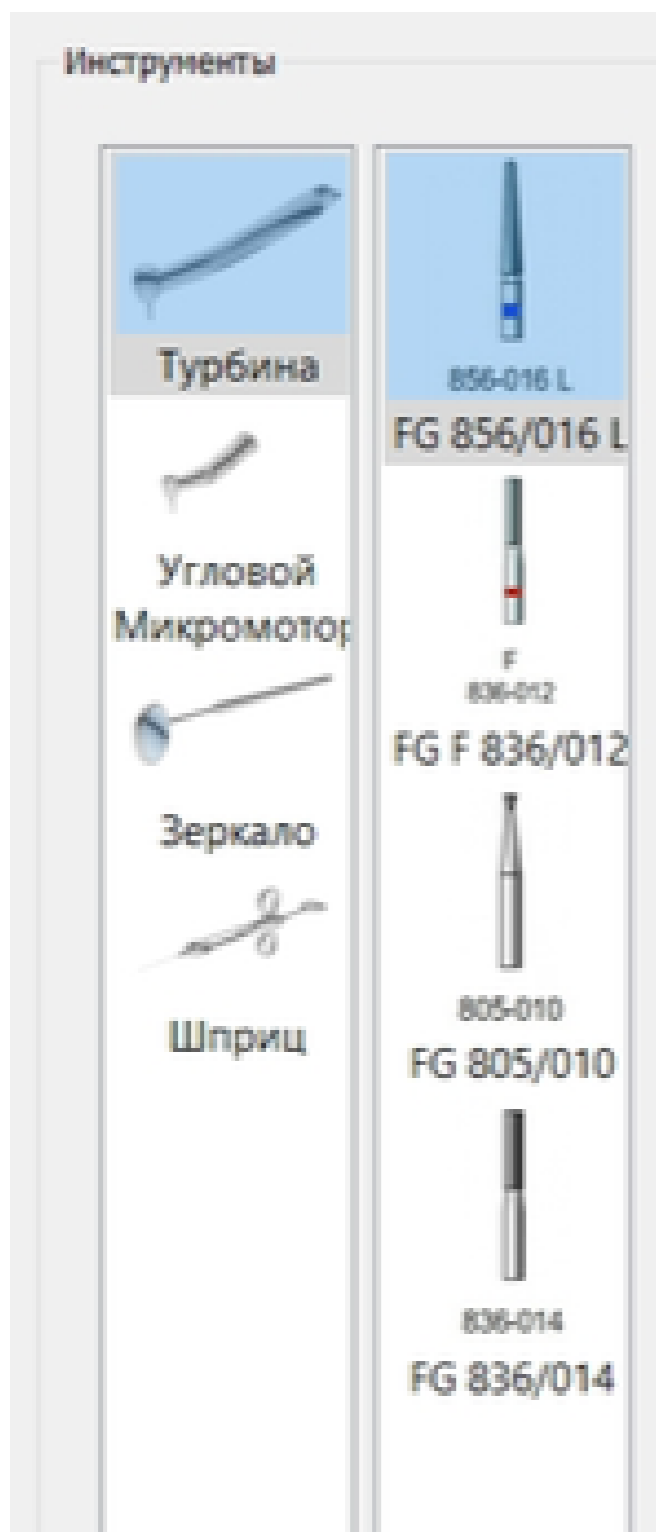 Инструменты
Турбина
Угловой
Микромотор
Зеркало
Шприц
856-016 L
FG 856/016 L
F
836-012
FG F 836/012
805-010
FG 805/010
836-014
FG 836/014